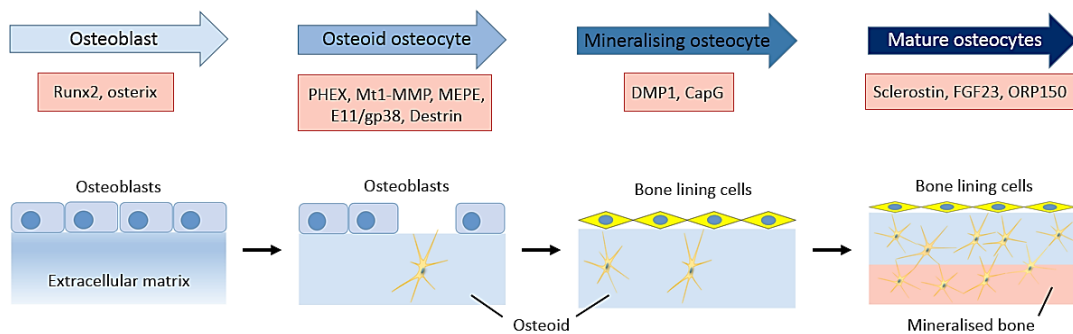 Osteoblast
Osteoid osteocyte
Mineralising osteocyte
Mature osteocytes
Runx2, osterix
PHEX, Mt1-MMP, MEPE,
E11/gp38, Destrin
DMP1, CapG
Sclerostin, FGF23, ORP150
Osteoblasts
Osteoblasts
Bone lining cells
Bone lining cells
Extracellular matrix
Osteoid
Mineralised bone